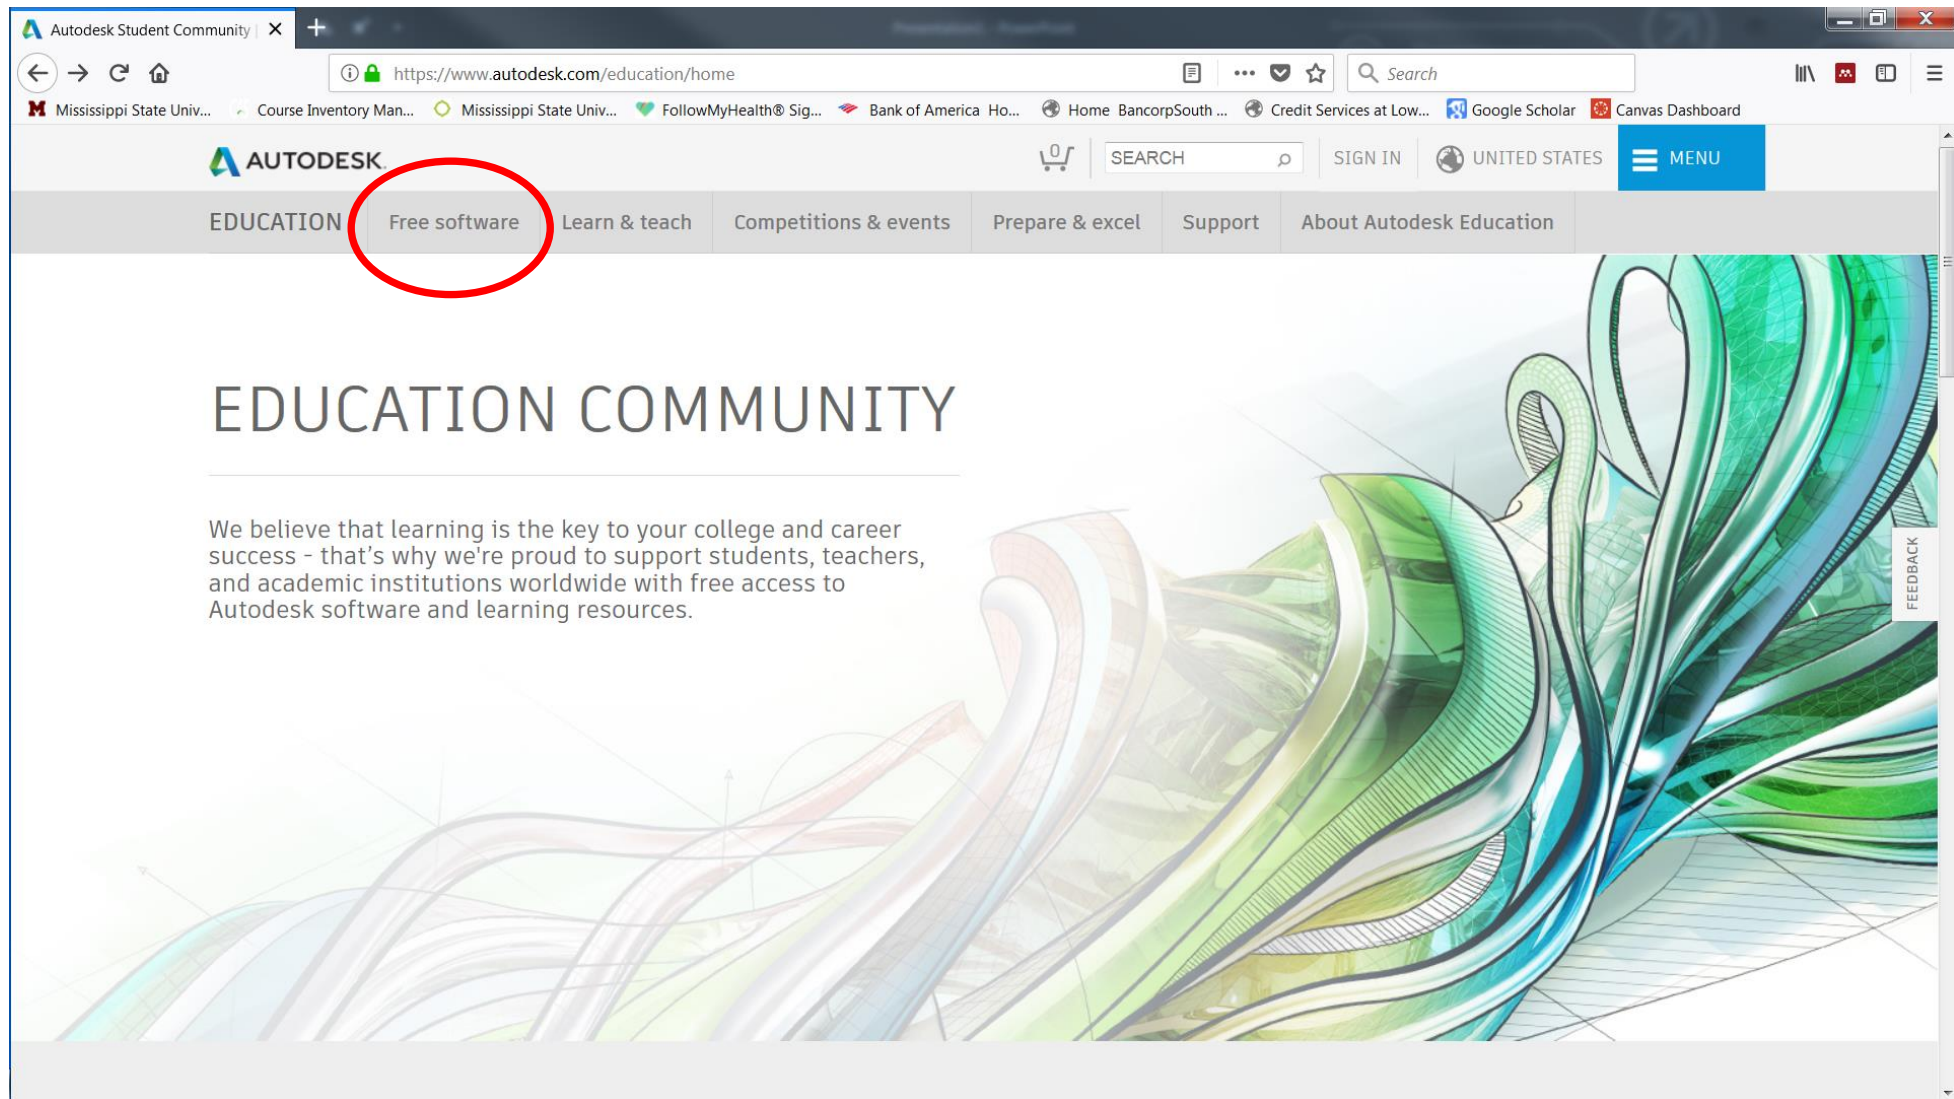 Autodesk Student Community |
https://www.autodesk.com/education/home
Search
Mississippi State Univ... Course Inventory Man... Mississippi State Univ... FollowMyHealth® Sig... Bank of America Ho... Home BancorpSouth ... Credit Services at Low... Google Scholar Canvas Dashboard
AUTODESK. 0 SEARCH SIGN IN UNITED STATES MENU
EDUCATION Free software Learn & teach Competitions & events Prepare & excel Support About Autodesk Education
EDUCATION COMMUNITY
We believe that learning is the key to your college and career
success - that's why we're proud to support students, teachers,
and academic institutions worldwide with free access to
Autodesk software and learning resources.
FEEDBACK